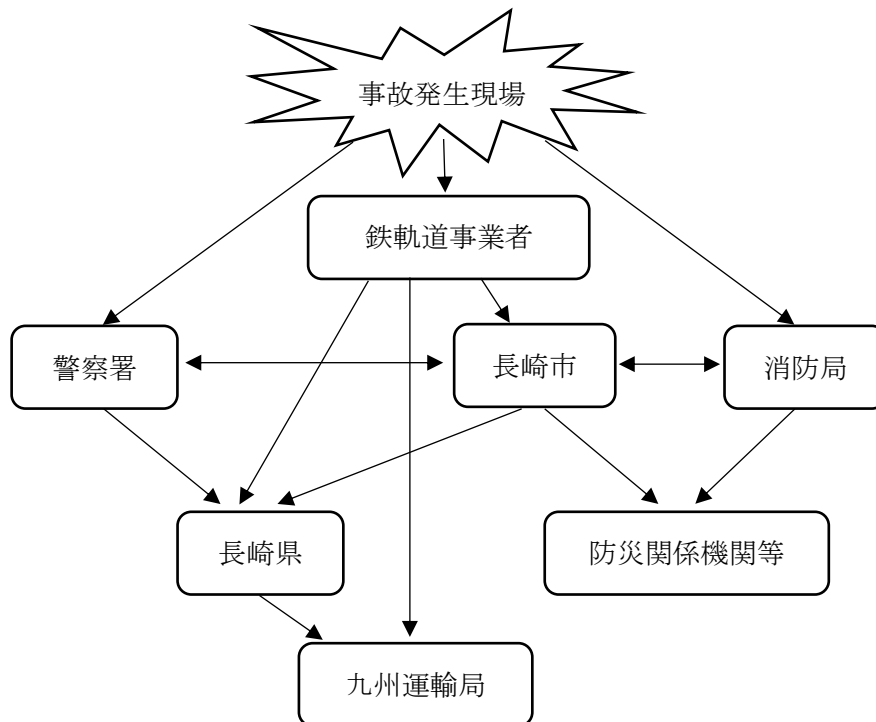 事故発生現場
鉄軌道事業者
警察署
長崎市
消防局
長崎県
防災関係機関等
九州運輸局